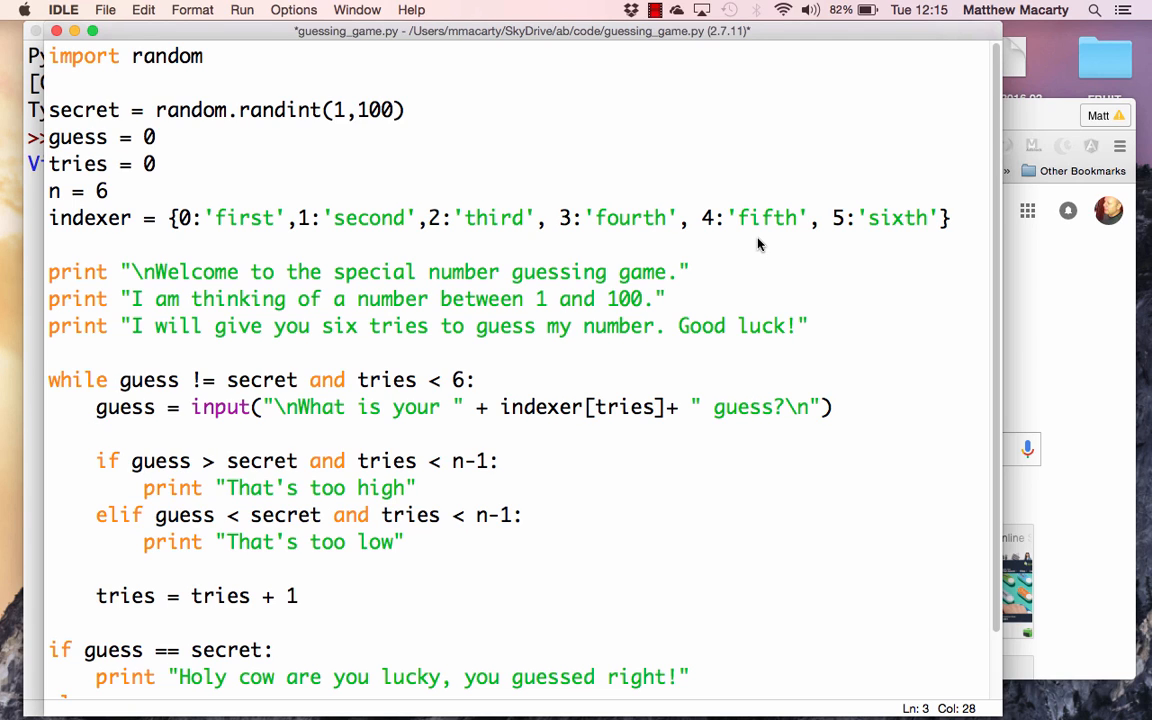 IDLE File Edit Format Run Options Window Help 82% Tue 12:15 Matthew Macarty
*guessing_game.py - /Users/mmacarty/SkyDrive/ab/code/guessing_game.py (2.7.11)*
import random
secret = random.randint(1,100)
guess = 0
tries = 0
n = 6
indexer = {0:'first',1:'second',2:'third', 3:'fourth', 4:'fifth', 5:'sixth'}
print "\nWelcome to the special number guessing game."
print "I am thinking of a number between 1 and 100."
print "I will give you six tries to guess my number. Good luck!"
while guess != secret and tries < 6:
guess = input("\nWhat is your " + indexer[tries]+ " guess?\n")
if guess > secret and tries < n-1:
print "That's too high"
elif guess < secret and tries < n-1:
print "That's too low"
tries = tries + 1
if guess == secret:
print "Holy cow are you lucky, you guessed right!"
Ln: 3 Col: 28
Py
[
Ty
>>
Matt
» Other Bookmarks
nline